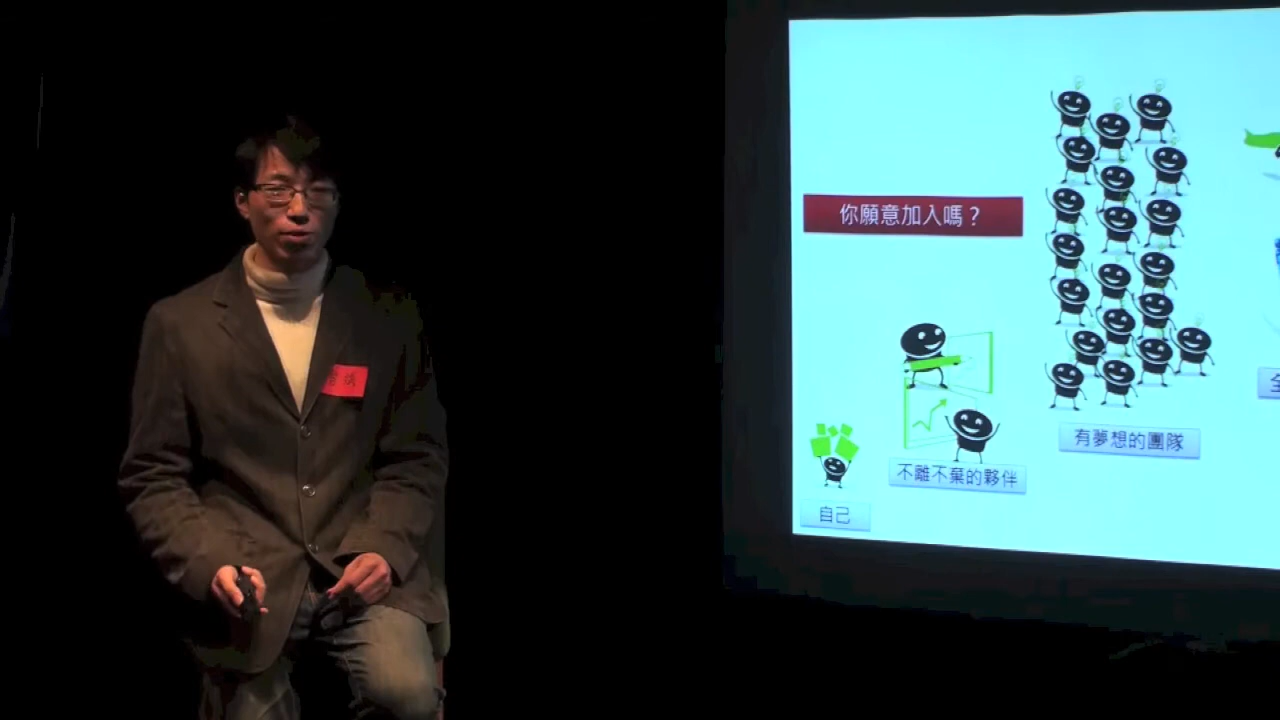 你願意加入嗎？
有夢想的團隊
不離不棄的夥伴
自己